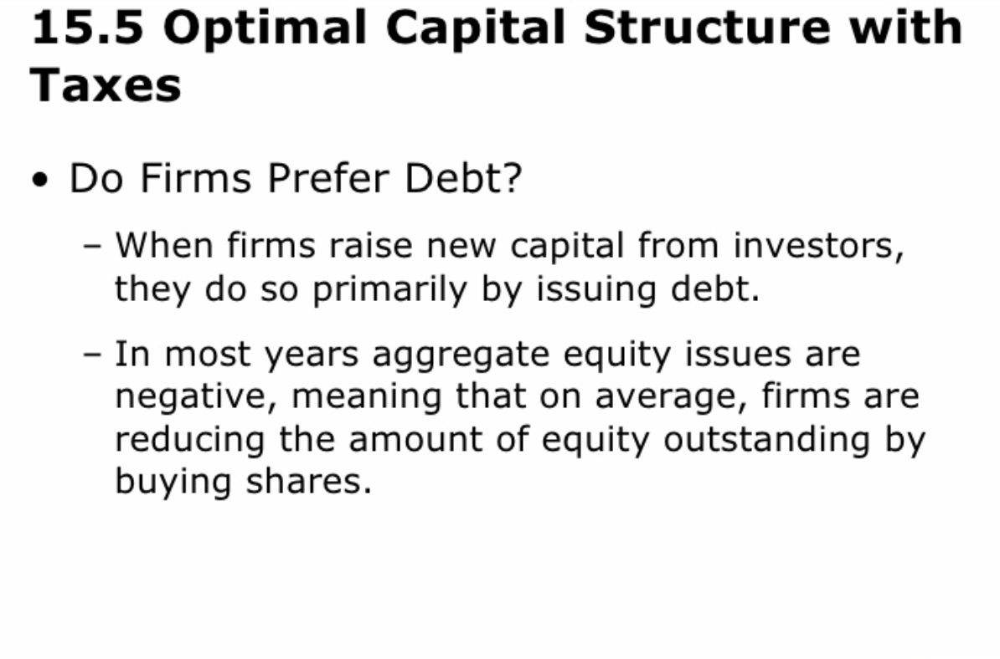 15.5 Optimal Capital Structure with
Taxes
• Do Firms Prefer Debt?
– When firms raise new capital from investors,
they do so primarily by issuing debt.
– In most years aggregate equity issues are
negative, meaning that on average, firms are
reducing the amount of equity outstanding by
buying shares.